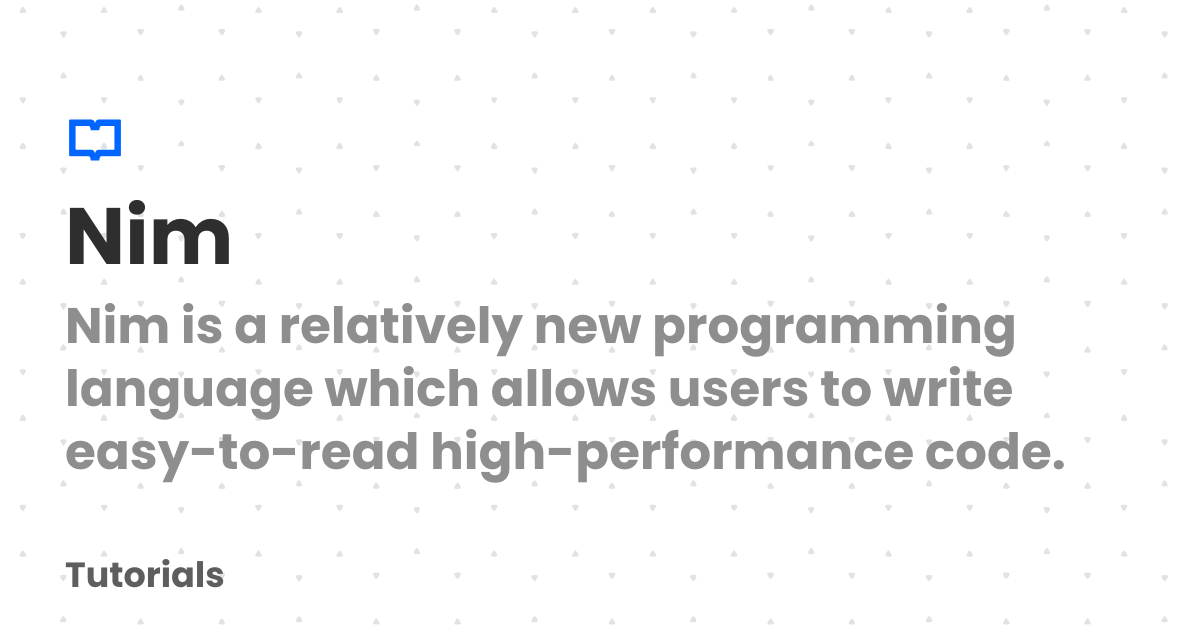 Nim
Nim is a relatively new programming
language which allows users to write
easy-to-read high-performance code.
Tutorials